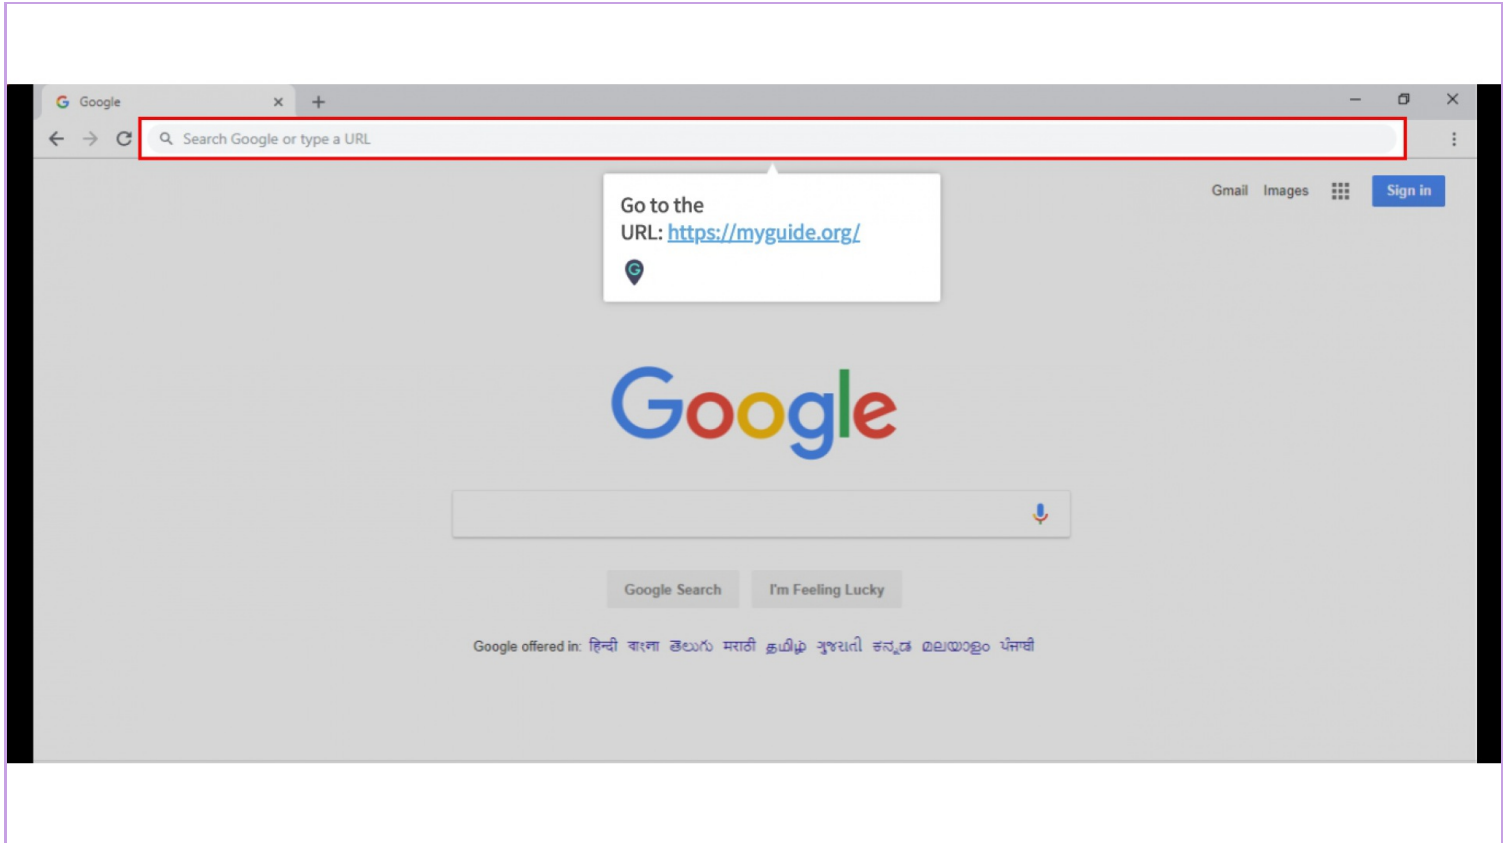 Google
Search Google or type a URL
Gmail Images Sign in
Go to the
URL: https://myguide.org/
Google
Google Search I'm Feeling Lucky
Google offered in: हिन्दी বাংলা తెలుగు मराठी தமிழ் ગુજરાતી ಕನ್ನಡ മലയാളം ਪੰਜਾਬੀ